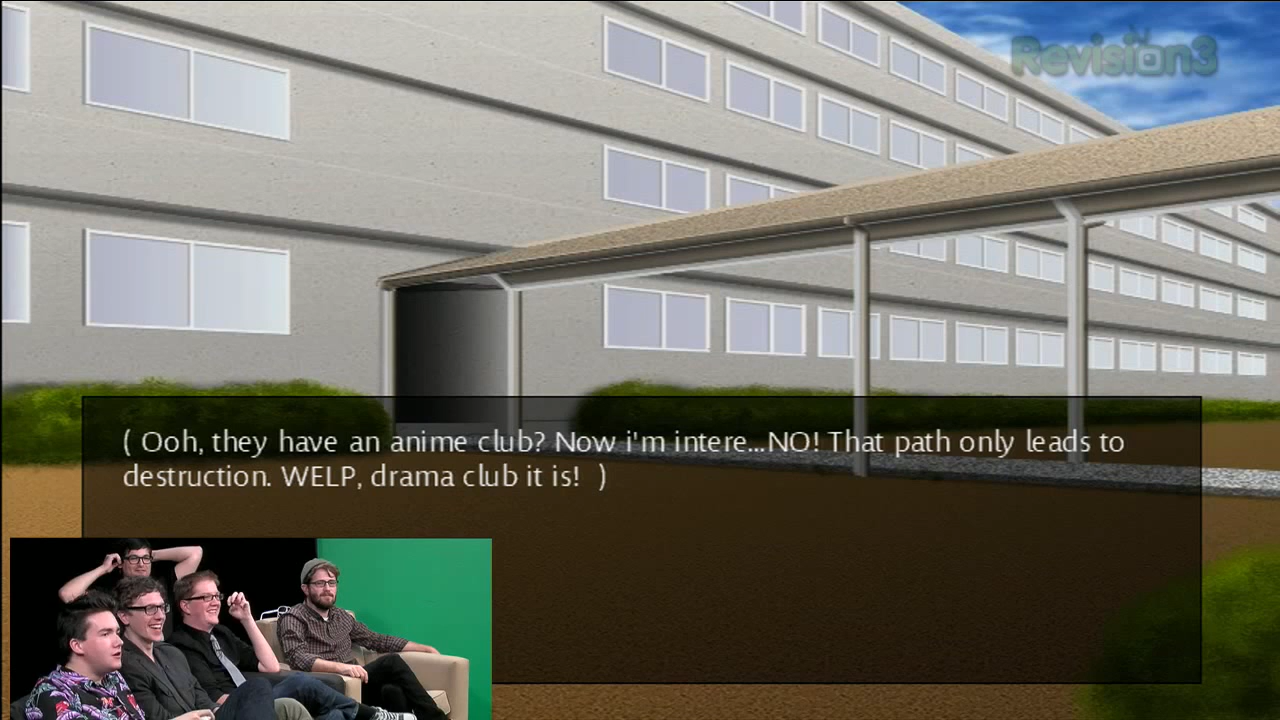 Revision3
( Ooh, they have an anime club? Now i'm intere...NO! That path only leads to
destruction. WELP, drama club it is!  )